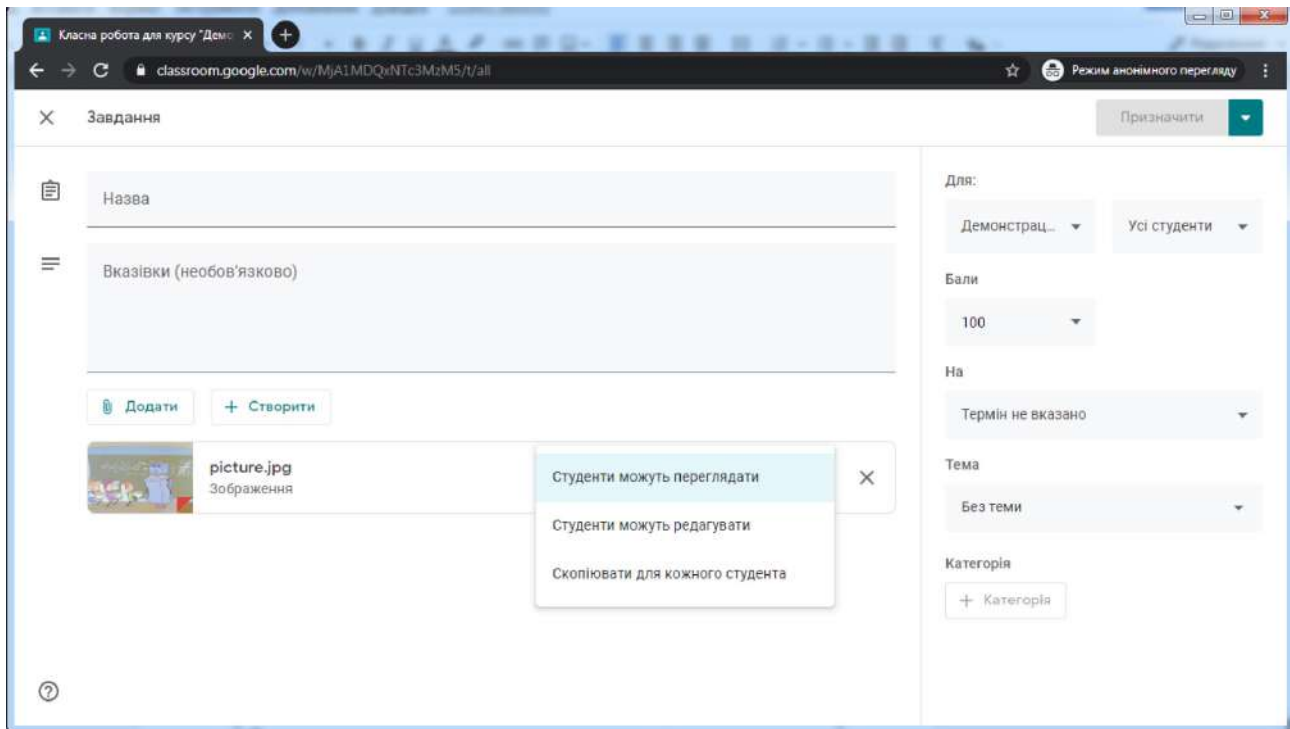 Класна робота для курсу "Демо
classroom.google.com/w/MjA1MDQxNTc3MzM5/t/all
Режим анонімного перегляду
Завдання
Призначити
Назва
Вказівки (необов'язково)
Додати
Створити
picture.jpg
Зображення
Студенти можуть переглядати
Студенти можуть редагувати
Скопіювати для кожного студента
Для:
Демонстрац...
Усі студенти
Бали
100
На
Термін не вказано
Тема
Без теми
Категорія
Категорія